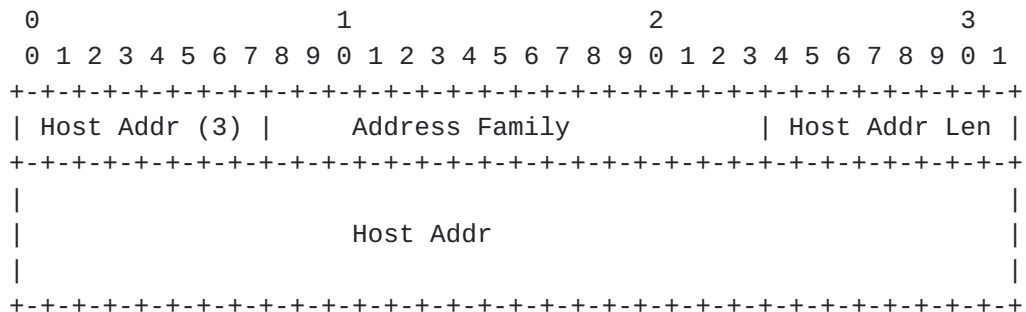 0                   1                   2                   3
 0 1 2 3 4 5 6 7 8 9 0 1 2 3 4 5 6 7 8 9 0 1 2 3 4 5 6 7 8 9 0 1
+-+-+-+-+-+-+-+-+-+-+-+-+-+-+-+-+-+-+-+-+-+-+-+-+-+-+-+-+-+-+-+-+
| Host Addr (3) |     Address Family            | Host Addr Len |
+-+-+-+-+-+-+-+-+-+-+-+-+-+-+-+-+-+-+-+-+-+-+-+-+-+-+-+-+-+-+-+-+
|                                                               |
|                     Host Addr                                 |
|                                                               |
+-+-+-+-+-+-+-+-+-+-+-+-+-+-+-+-+-+-+-+-+-+-+-+-+-+-+-+-+-+-+-+-+